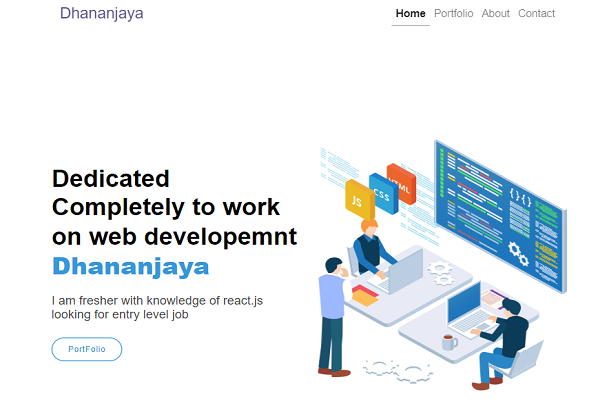 Dhananjaya
Home Portfolio About Contact
Dedicated
Completely to work
on web developemnt
Dhananjaya
I am fresher with knowledge of react.js
looking for entry level job
PortFolio
HTML
CSS
JS
{}{}